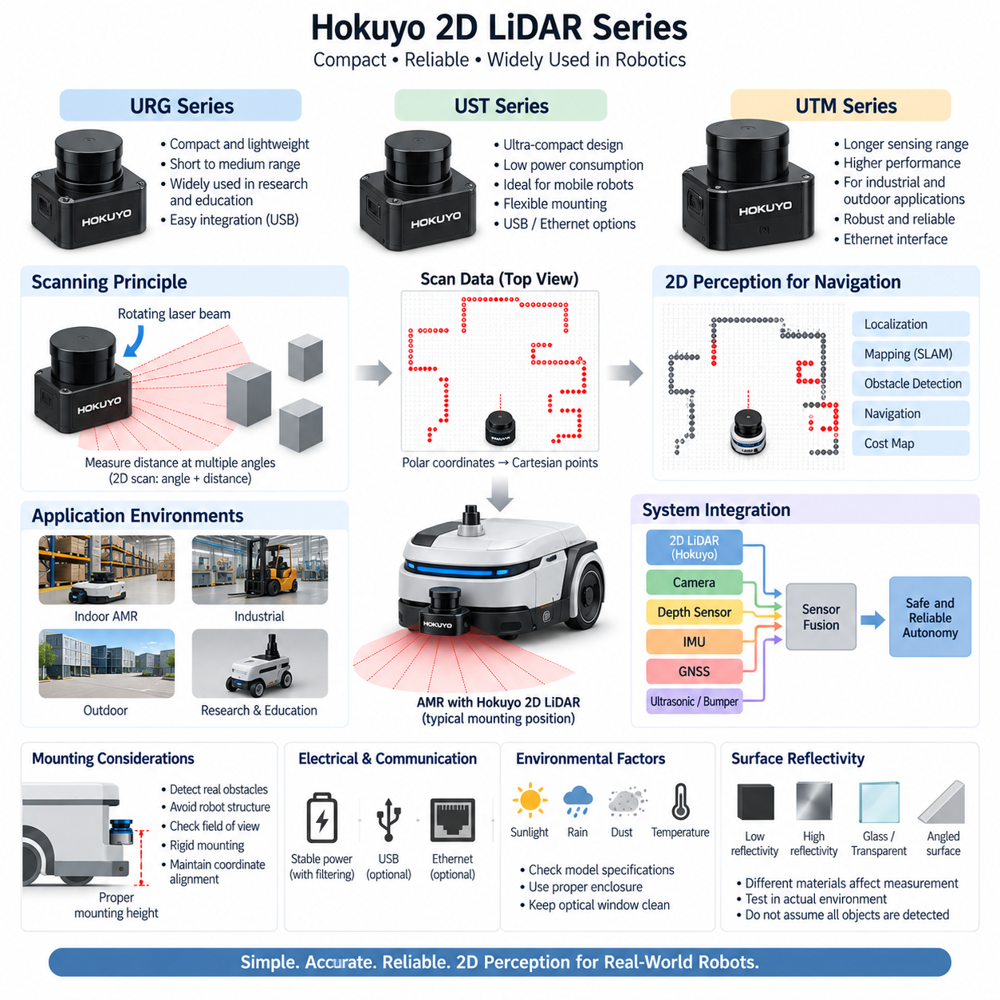 Hokuyo 2D LiDAR Series
Compact • Reliable • Widely Used in Robotics
URG Series
HOKUYO
• Compact and lightweight
• Short to medium range
• Widely used in research
and education
• Easy integration (USB)
UST Series
HOKUYO
• Ultra-compact design
• Low power consumption
• Ideal for mobile robots
• Flexible mounting
• USB / Ethernet options
UTM Series
HOKUYO
• Longer sensing range
• Higher performance
• For industrial and
outdoor applications
• Robust and reliable
• Ethernet interface
Scanning Principle
Rotating laser beam
HOKUYO
Measure distance at multiple angles
(2D scan: angle + distance)
Scan Data (Top View)
Polar coordinates → Cartesian points
2D Perception for Navigation
Localization
Mapping (SLAM)
Obstacle Detection
Navigation
Cost Map
Application Environments
Indoor AMR
Industrial
Outdoor
Research & Education
HOKUYO
AMR with Hokuyo 2D LiDAR
(typical mounting position)
System Integration
2D LiDAR
(Hokuyo)
Camera
Depth Sensor
IMU
GNSS
Ultrasonic / Bumper
Sensor
Fusion
Safe and
Reliable
Autonomy
Mounting Considerations
• Detect real obstacles
• Avoid robot structure
• Check field of view
• Rigid mounting
• Maintain coordinate
alignment
Proper
mounting height
Electrical & Communication
Stable power
(with filtering)
USB
(optional)
Ethernet
(optional)
Environmental Factors
Sunlight
Rain
Dust
Temperature
• Check model specifications
• Use proper enclosure
• Keep optical window clean
Surface Reflectivity
Low
reflectivity
High
reflectivity
Glass /
Transparent
Angled
surface
• Different materials affect measurement
• Test in actual environment
• Do not assume all objects are detected
Simple. Accurate. Reliable. 2D Perception for Real-World Robots.